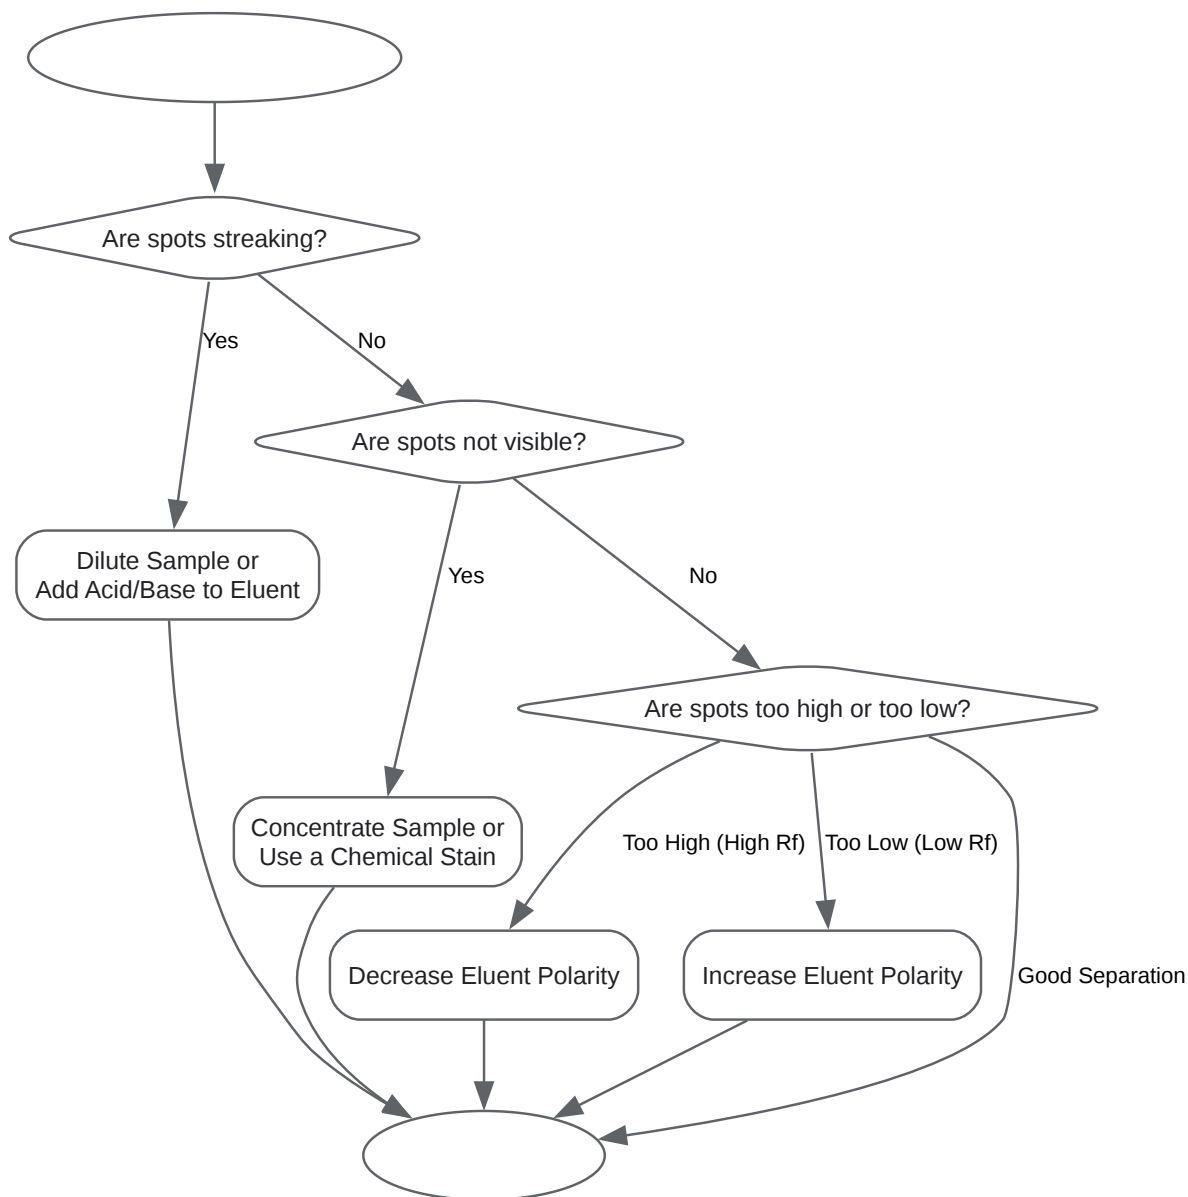 Are spots streaking?
Yes
No
Are spots not visible?
Dilute Sample or
Add Acid/Base to Eluent
Yes
No
Are spots too high or too low?
Concentrate Sample or
Use a Chemical Stain
Too High (High Rf)
Too Low (Low Rf)
Decrease Eluent Polarity
Increase Eluent Polarity
Good Separation